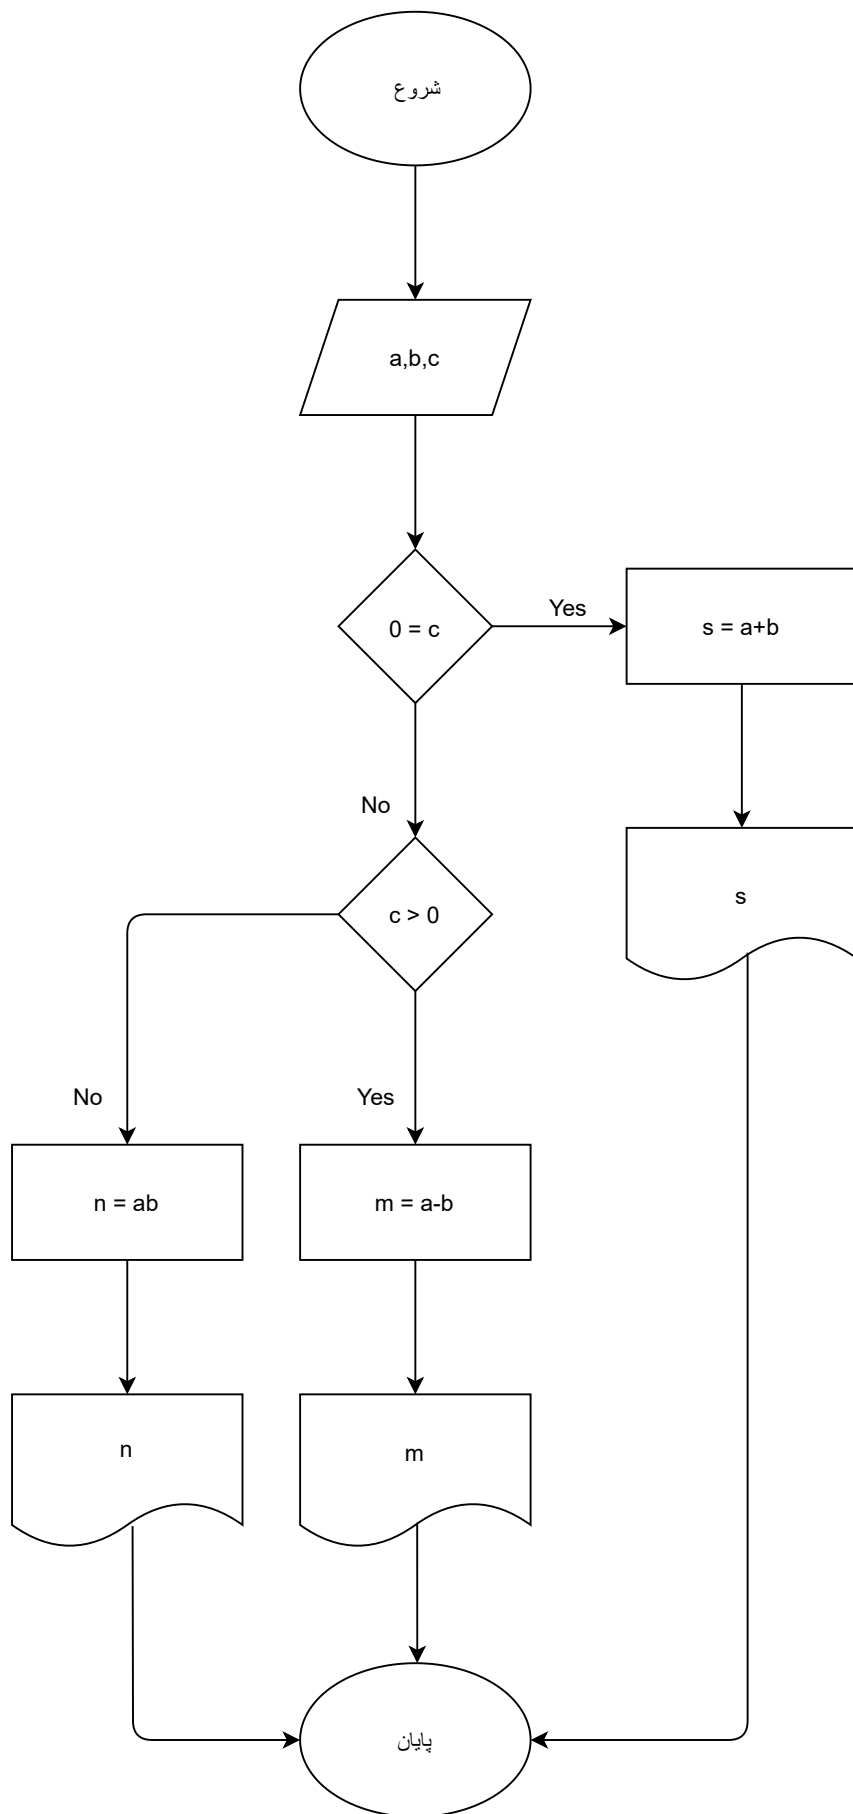 شروع
a,b,c
0 = c
Yes
s = a+b
No
s
c > 0
No
Yes
n = ab
m = a-b
n
m
پایان